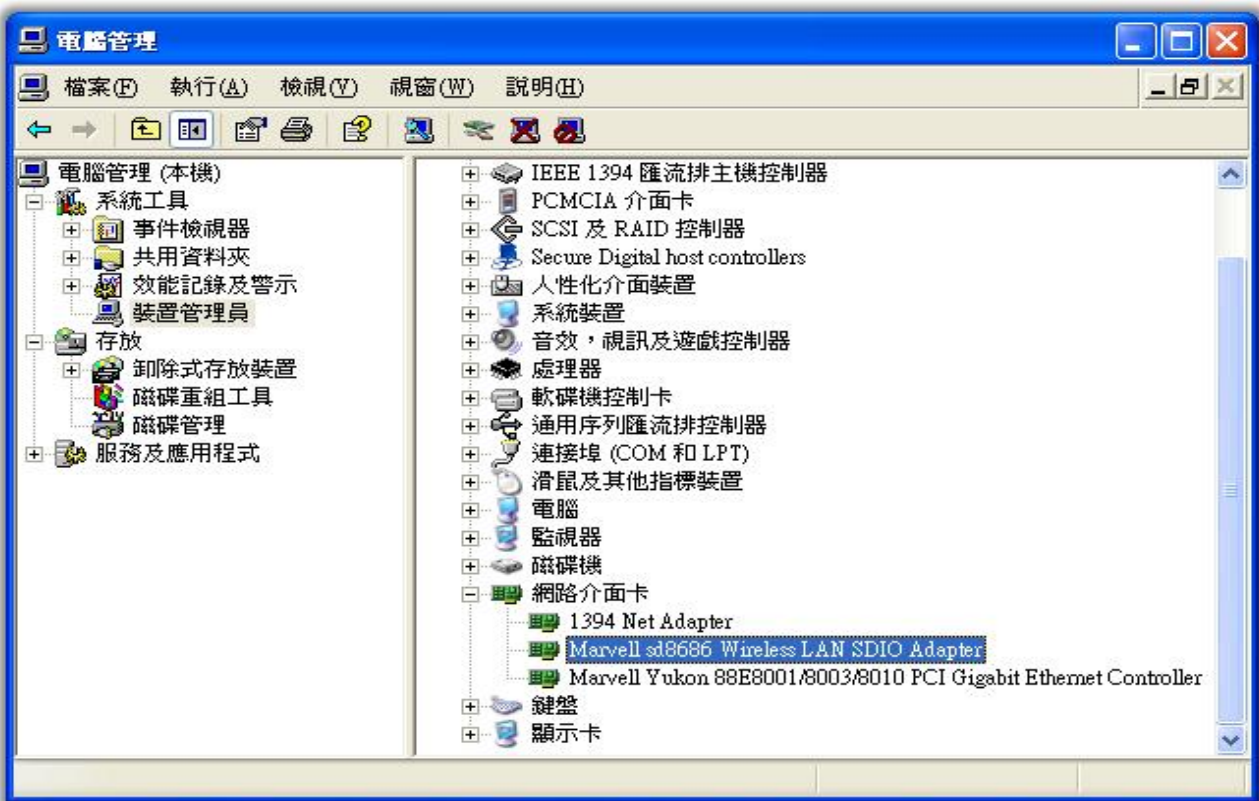 電腦管理
檔案(F) 執行(A) 檢視(V) 視窗(W) 說明(H)
電腦管理 (本機)
系統工具
事件檢視器
共用資料夾
效能記錄及警示
裝置管理員
存放
卸除式存放裝置
磁碟重組工具
磁碟管理
服務及應用程式
IEEE 1394 匯流排主機控制器
PCMCIA 介面卡
SCSI 及 RAID 控制器
Secure Digital host controllers
人性化介面裝置
系統裝置
音效，視訊及遊戲控制器
處理器
軟碟機控制卡
通用序列匯流排控制器
連接埠 (COM 和 LPT)
滑鼠及其他指標裝置
電腦
監視器
磁碟機
網路介面卡
1394 Net Adapter
Marvell sd8686 Wireless LAN SDIO Adapter
Marvell Yukon 88E8001/8003/8010 PCI Gigabit Ethernet Controller
鍵盤
顯示卡